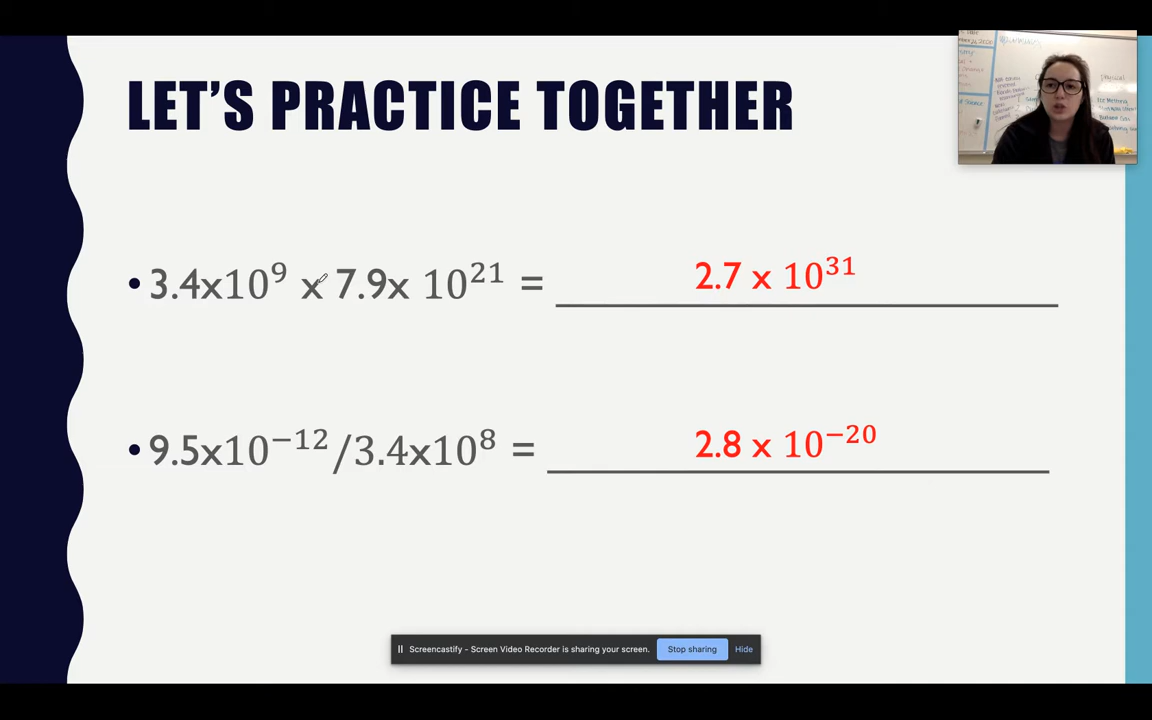 LET'S PRACTICE TOGETHER
• 3.4x10⁹ x 7.9x 10²¹ = 2.7 x 10³¹
• 9.5x10⁻¹²/3.4x10⁸ = 2.8 x 10⁻²⁰
Screencastify - Screen Video Recorder is sharing your screen. Stop sharing Hide